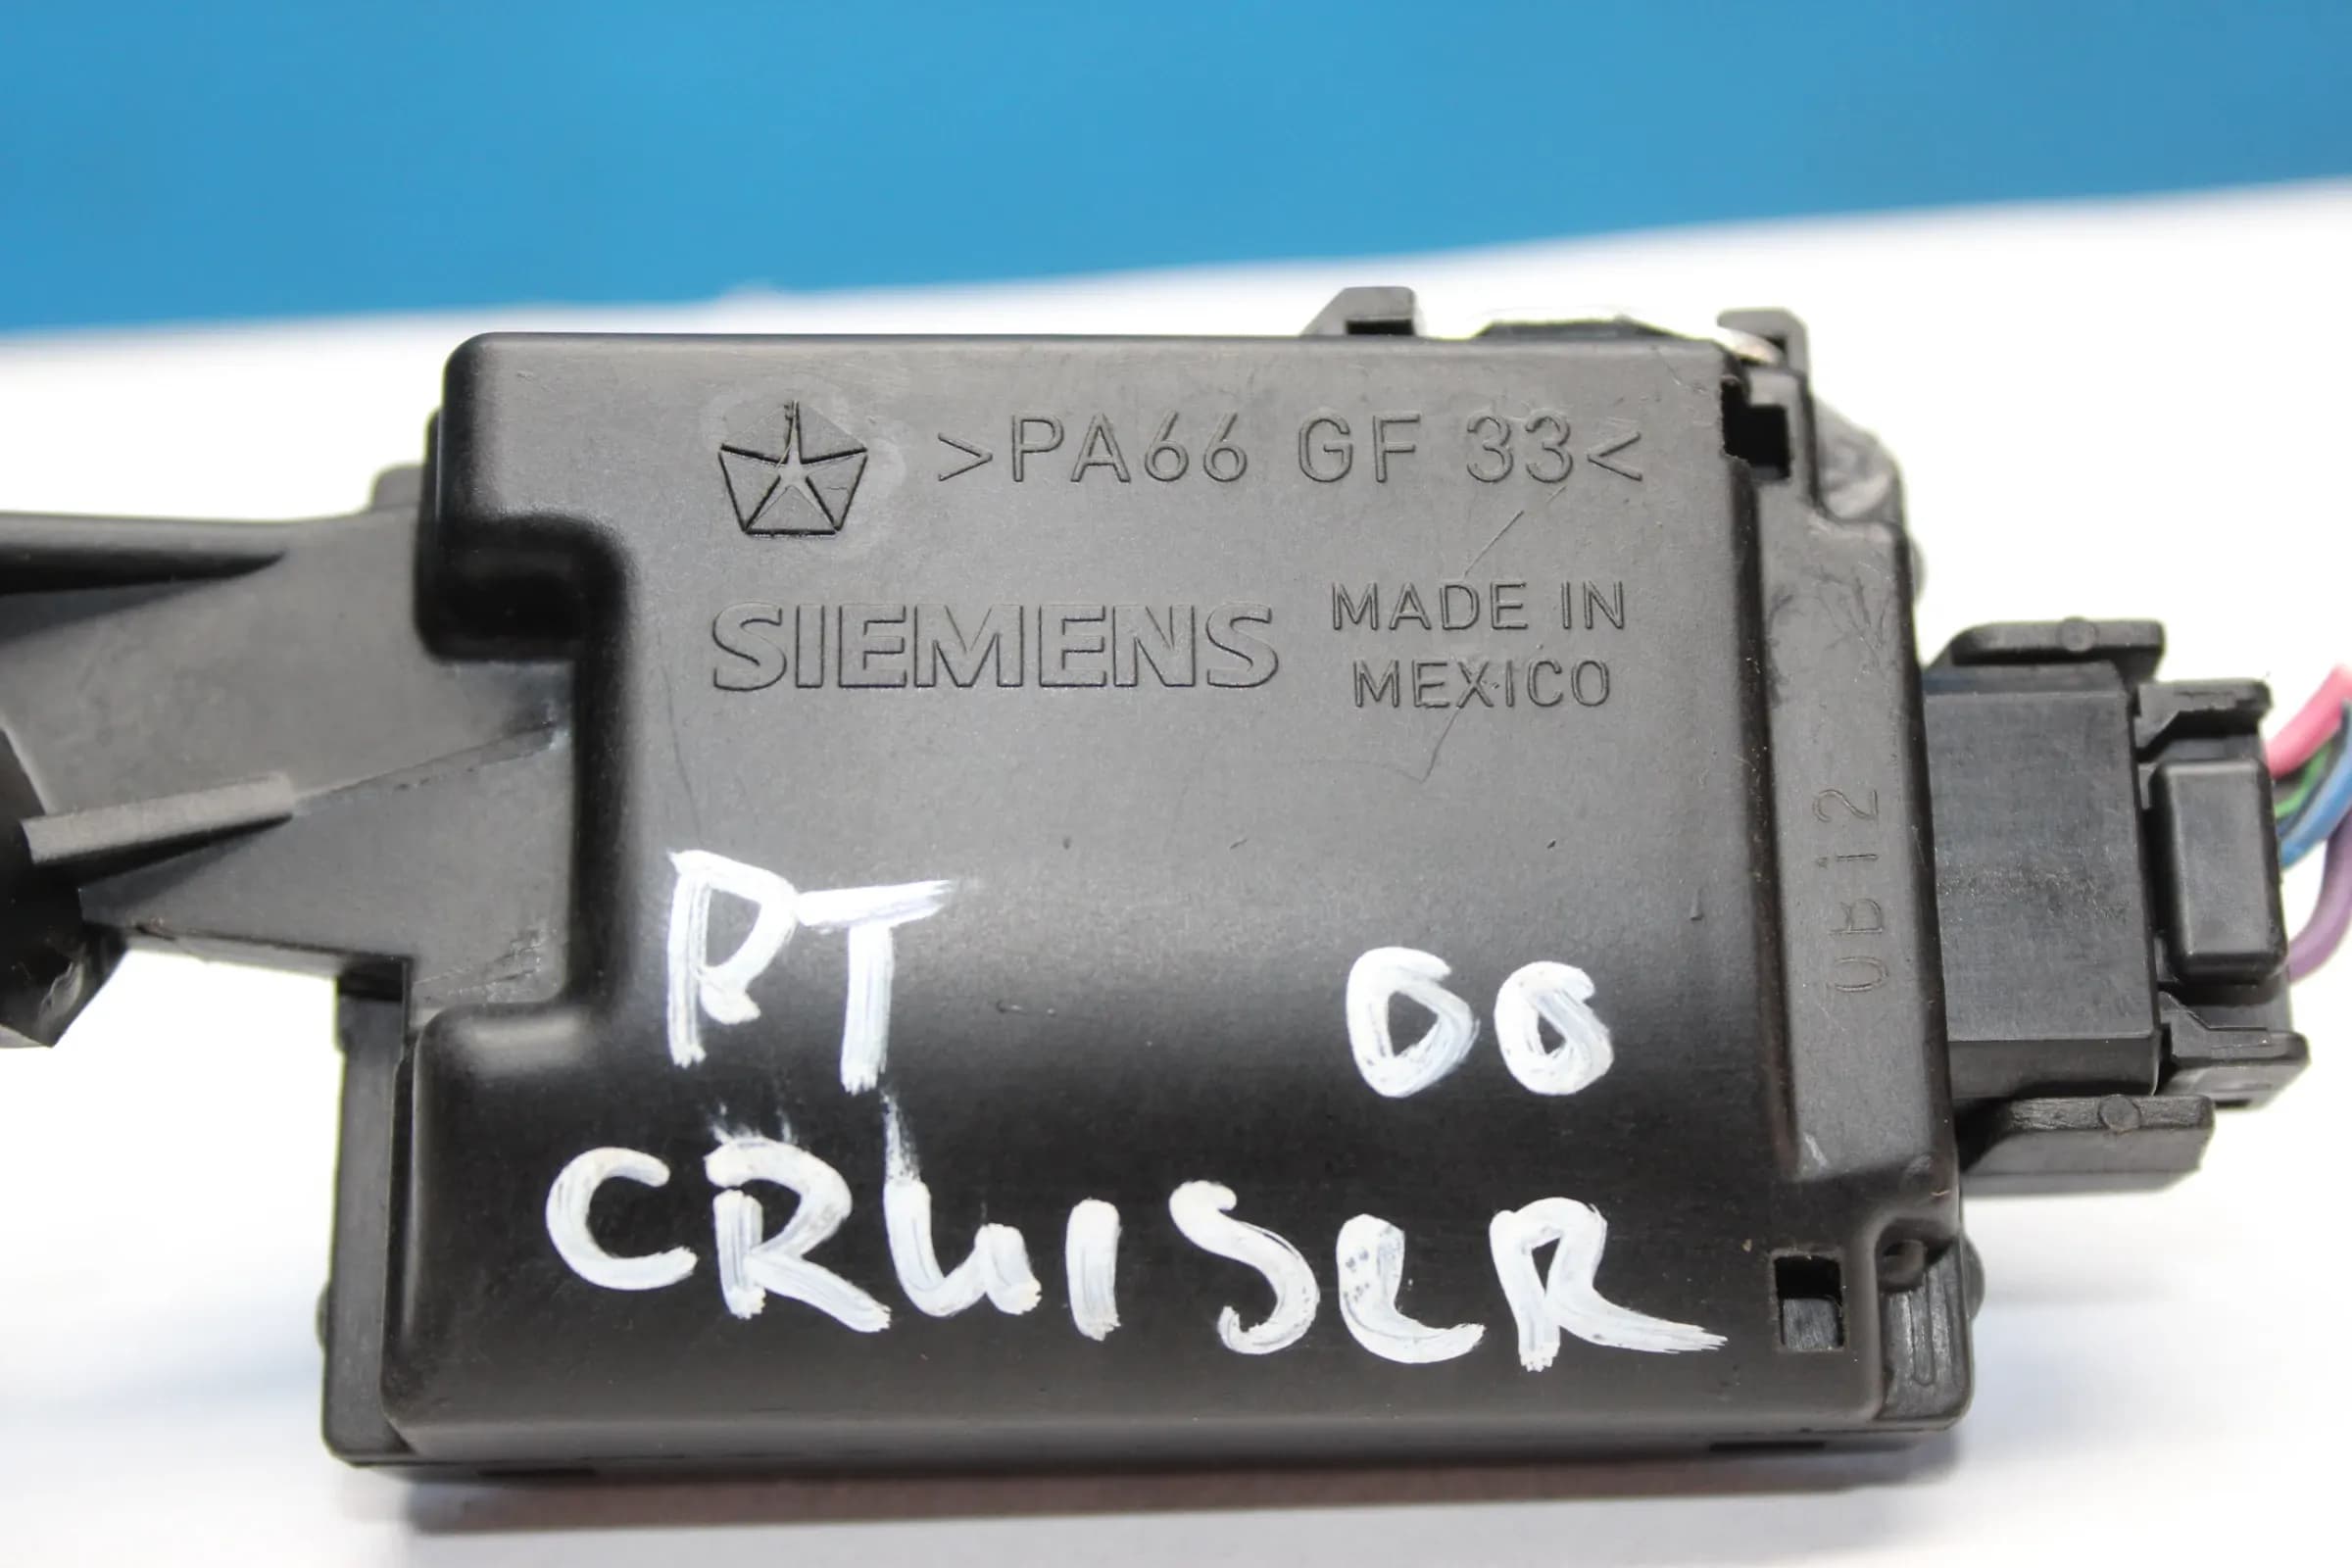 >PA66 GF 33<
SIEMENS
MADE IN
MEXICO
UB12
PT 00
CRUISER